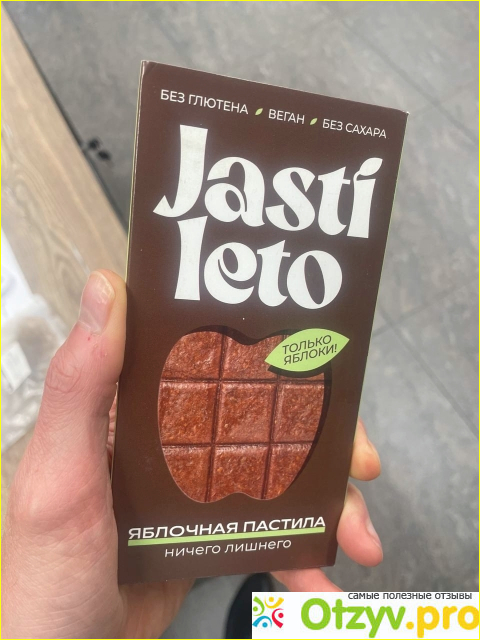 БЕЗ ГЛЮТЕНА ВЕГАН БЕЗ САХАРА
Jasti
leto
ТОЛЬКО
ЯБЛОКИ!
ЯБЛОЧНАЯ ПАСТИЛА
ничего лишнего
самые полезные отзывы
Otzyv.pro